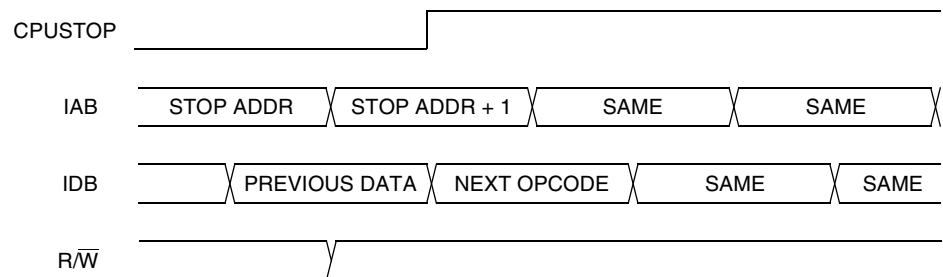 CPUSTOP
IAB STOP ADDR STOP ADDR + 1 SAME SAME
IDB PREVIOUS DATA NEXT OPCODE SAME SAME
R/W̅